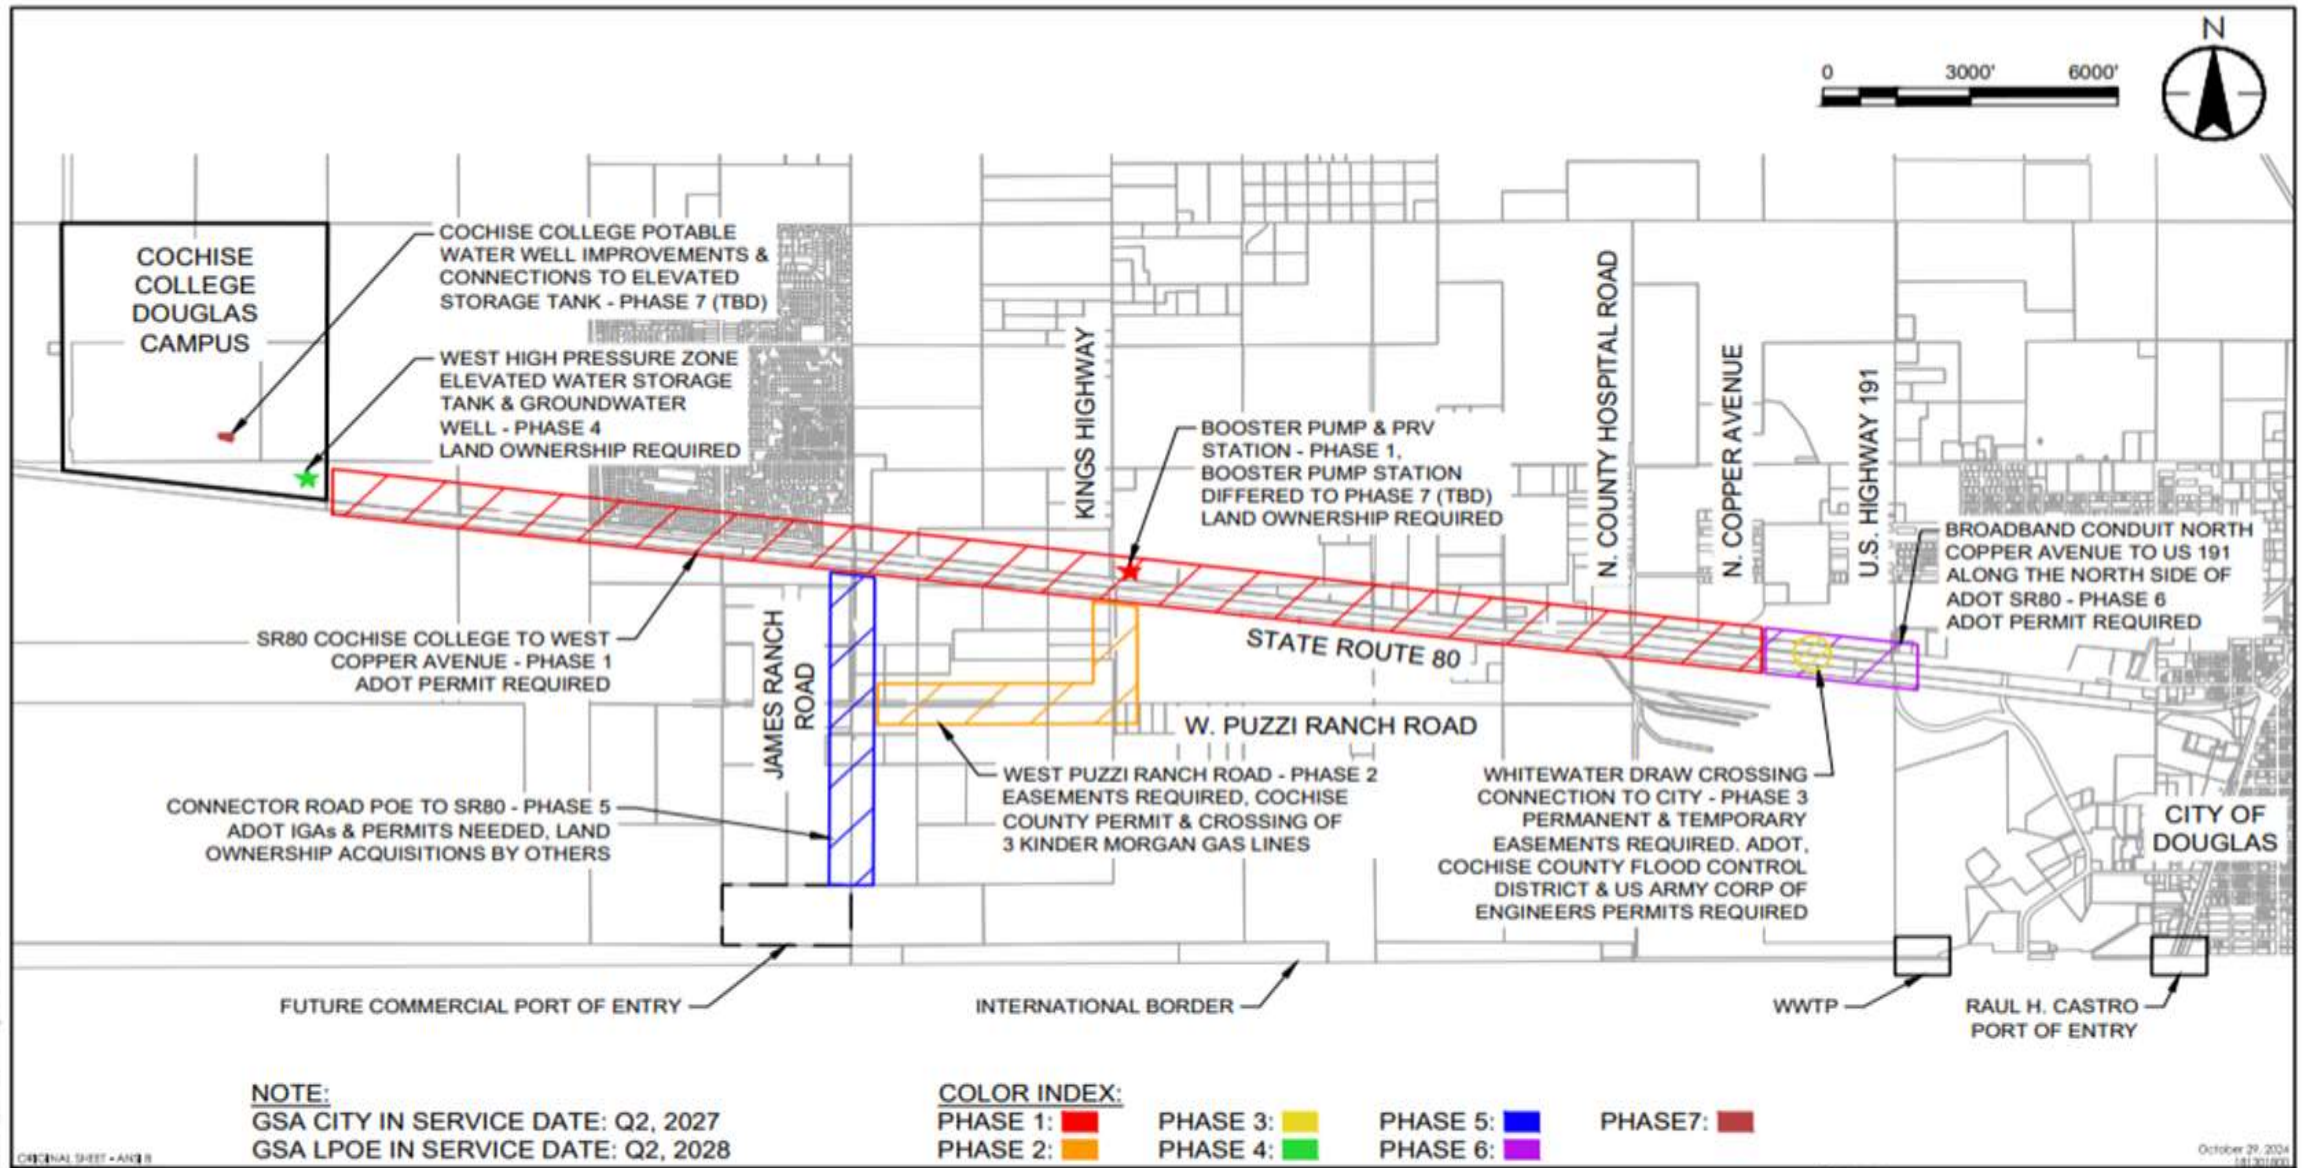 N
0 3000' 6000'
COCHISE
COLLEGE
DOUGLAS
CAMPUS
COCHISE COLLEGE POTABLE
WATER WELL IMPROVEMENTS &
CONNECTIONS TO ELEVATED
STORAGE TANK - PHASE 7 (TBD)
WEST HIGH PRESSURE ZONE
ELEVATED WATER STORAGE
TANK & GROUNDWATER
WELL - PHASE 4
LAND OWNERSHIP REQUIRED
KINGS HIGHWAY
BOOSTER PUMP & PRV
STATION - PHASE 1,
BOOSTER PUMP STATION
DIFFERED TO PHASE 7 (TBD)
LAND OWNERSHIP REQUIRED
N. COUNTY HOSPITAL ROAD
N. COPPER AVENUE
U.S. HIGHWAY 191
BROADBAND CONDUIT NORTH
COPPER AVENUE TO US 191
ALONG THE NORTH SIDE OF
ADOT SR80 - PHASE 6
ADOT PERMIT REQUIRED
SR80 COCHISE COLLEGE TO WEST
COPPER AVENUE - PHASE 1
ADOT PERMIT REQUIRED
JAMES RANCH
ROAD
STATE ROUTE 80
W. PUZZI RANCH ROAD
CONNECTOR ROAD POE TO SR80 - PHASE 5
ADOT IGAs & PERMITS NEEDED, LAND
OWNERSHIP ACQUISITIONS BY OTHERS
WEST PUZZI RANCH ROAD - PHASE 2
EASEMENTS REQUIRED, COCHISE
COUNTY PERMIT & CROSSING OF
3 KINDER MORGAN GAS LINES
WHITEWATER DRAW CROSSING
CONNECTION TO CITY - PHASE 3
PERMANENT & TEMPORARY
EASEMENTS REQUIRED. ADOT,
COCHISE COUNTY FLOOD CONTROL
DISTRICT & US ARMY CORP OF
ENGINEERS PERMITS REQUIRED
CITY OF
DOUGLAS
FUTURE COMMERCIAL PORT OF ENTRY
INTERNATIONAL BORDER
WWTP
RAUL H. CASTRO
PORT OF ENTRY
NOTE:
GSA CITY IN SERVICE DATE: Q2, 2027
GSA LPOE IN SERVICE DATE: Q2, 2028
COLOR INDEX:
PHASE 1: PHASE 3: PHASE 5: PHASE7:
PHASE 2: PHASE 4: PHASE 6:
ORIGINAL SHEET - ANSI B
October 29, 2024